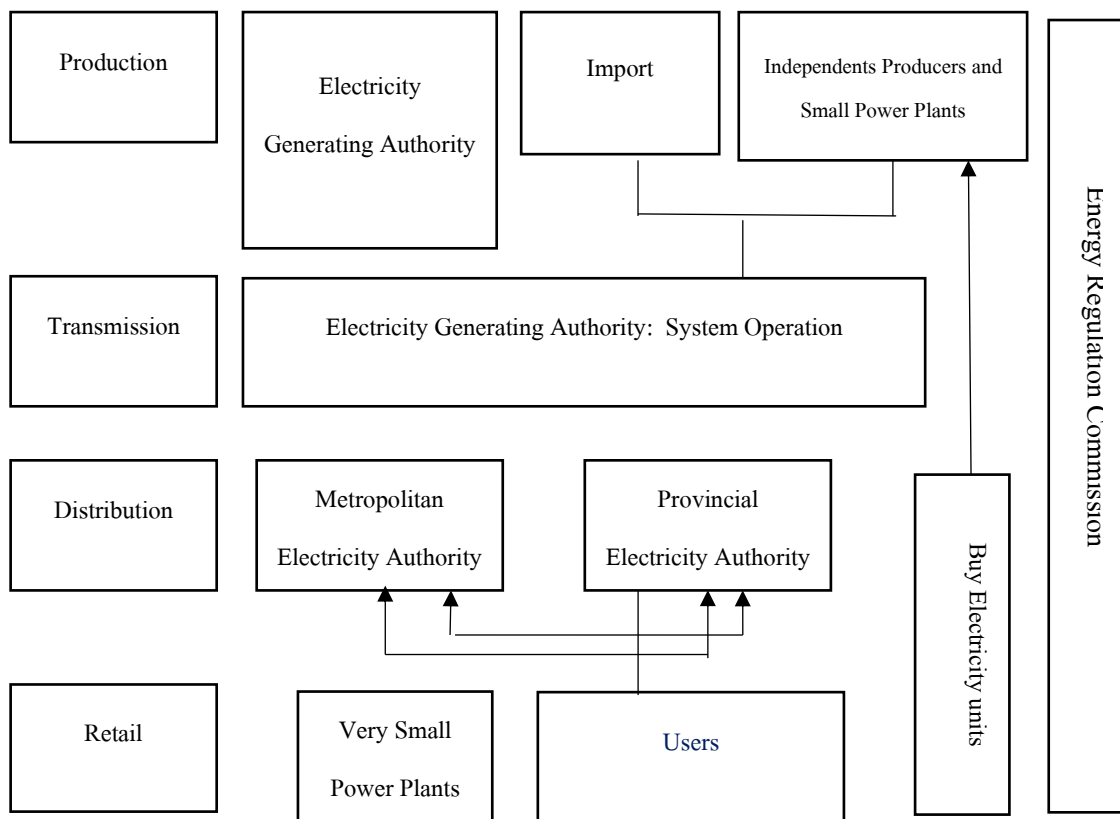 Production
Electricity
Generating Authority
Import
Independents Producers and
Small Power Plants
Energy Regulation Commission
Transmission
Electricity Generating Authority: System Operation
Distribution
Metropolitan
Electricity Authority
Provincial
Electricity Authority
Buy Electricity units
Retail
Very Small
Power Plants
Users